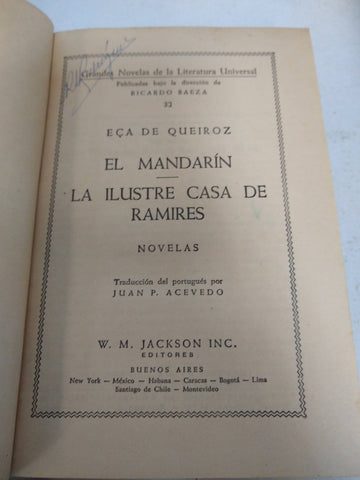 Grandes Novelas de la Literatura Universal
Publicadas bajo la dirección de
RICARDO BAEZA
32
EÇA DE QUEIROZ
EL MANDARÍN
LA ILUSTRE CASA DE
RAMIRES
NOVELAS
Traducción del portugués por
JUAN P. ACEVEDO
W. M. JACKSON INC.
EDITORES
BUENOS AIRES
New York — México — Habana — Caracas — Bogotá — Lima
Santiago de Chile — Montevideo